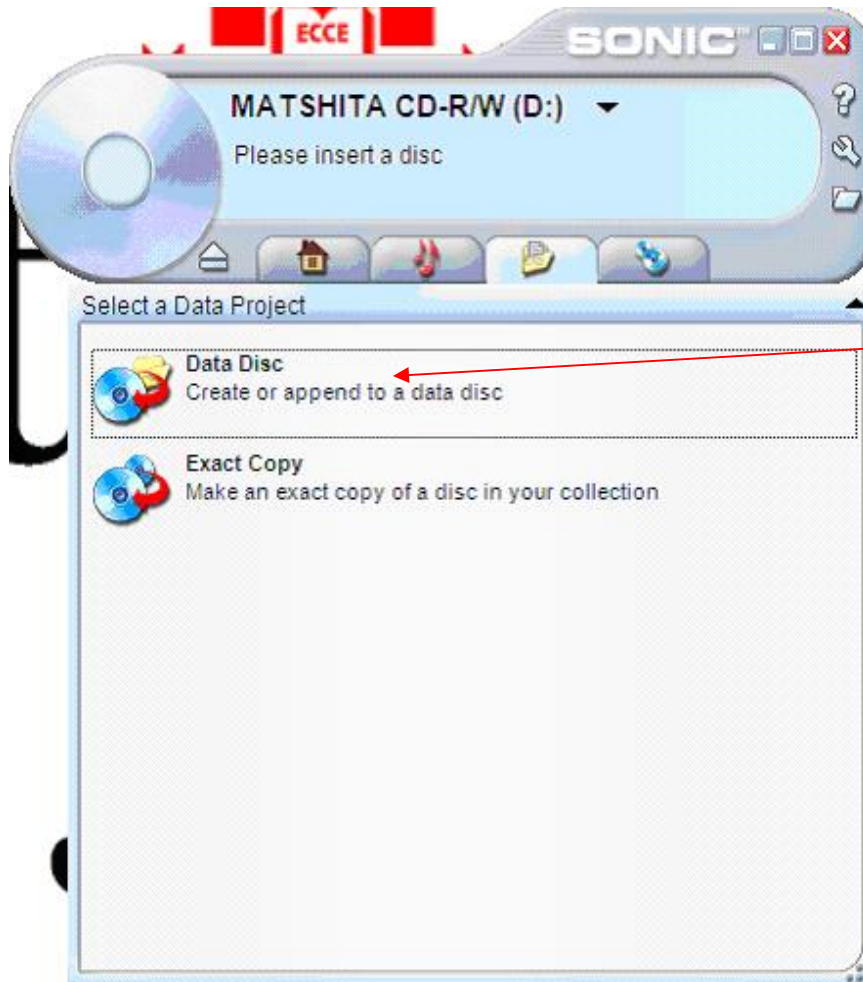 ECCE
SONIC™
MATSHITA CD-R/W (D:)
Please insert a disc
Select a Data Project
Data Disc
Create or append to a data disc
Exact Copy
Make an exact copy of a disc in your collection